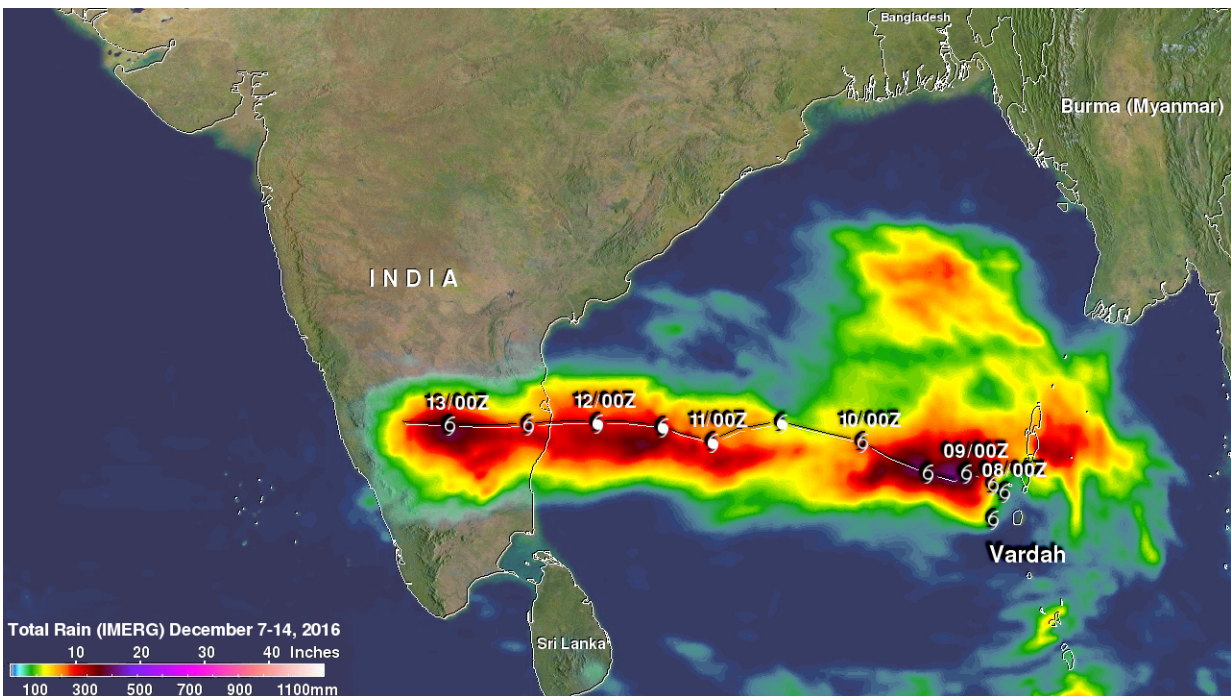 Bangladesh
Burma (Myanmar)
INDIA
13/00Z
12/00Z
11/00Z
10/00Z
09/00Z
08/00Z
Vardah
Sri Lanka
Total Rain (IMERG) December 7-14, 2016
10 20 30 40 Inches
100 300 500 700 900 1100mm